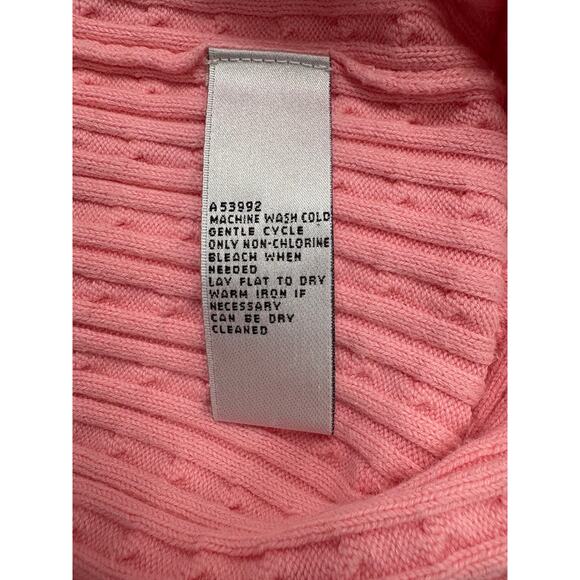 A53992
MACHINE WASH COLD
GENTLE CYCLE
ONLY NON-CHLORINE
BLEACH WHEN
NEEDED
LAY FLAT TO DRY
WARM IRON IF
NECESSARY
CAN BE DRY
CLEANED